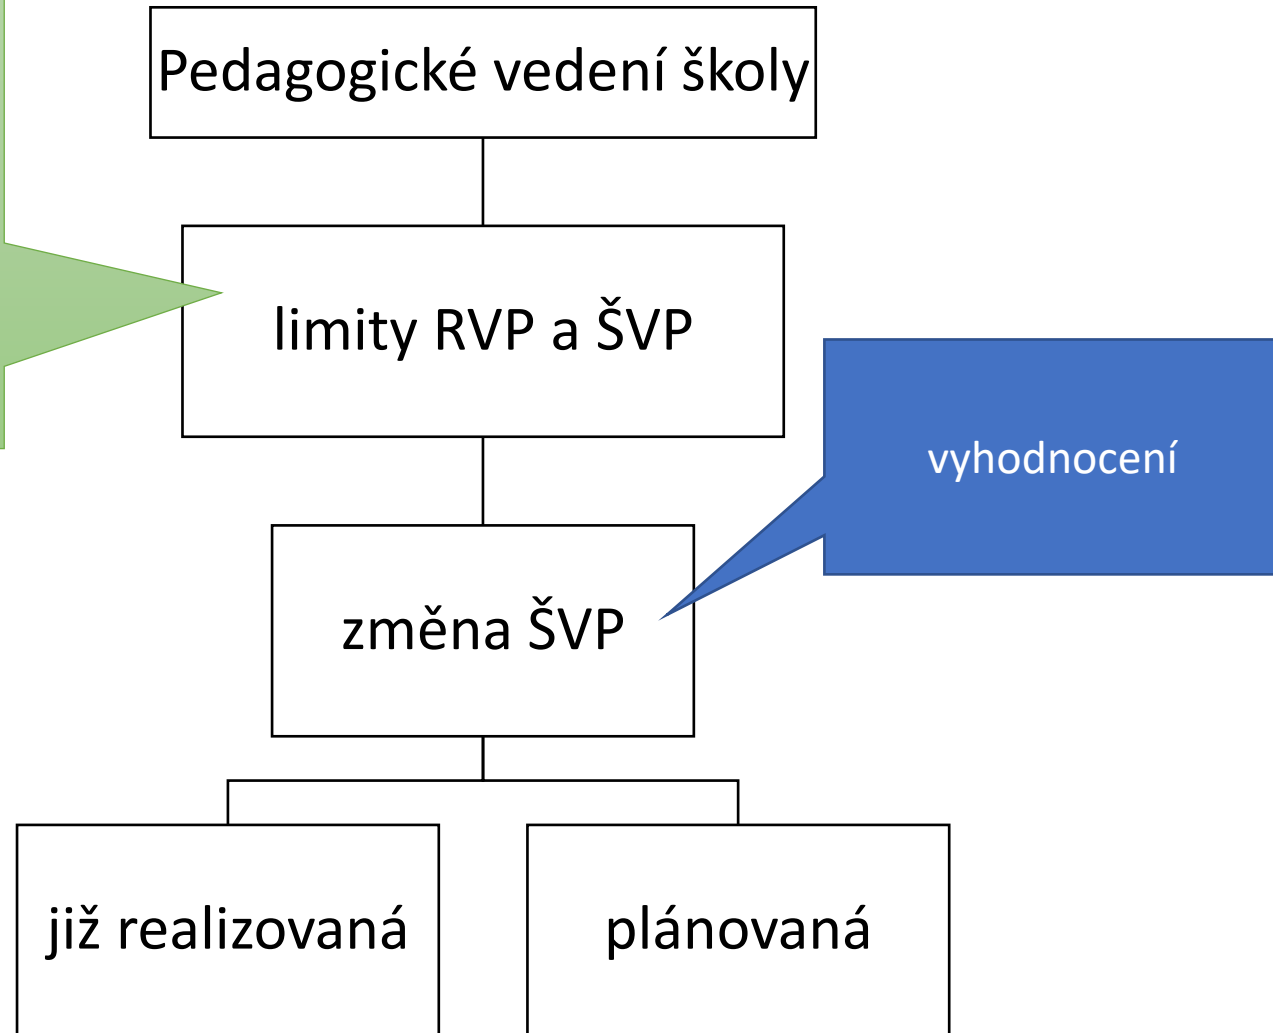 Pedagogické vedení školy
limity RVP a ŠVP
vyhodnocení
změna ŠVP
již realizovaná
plánovaná